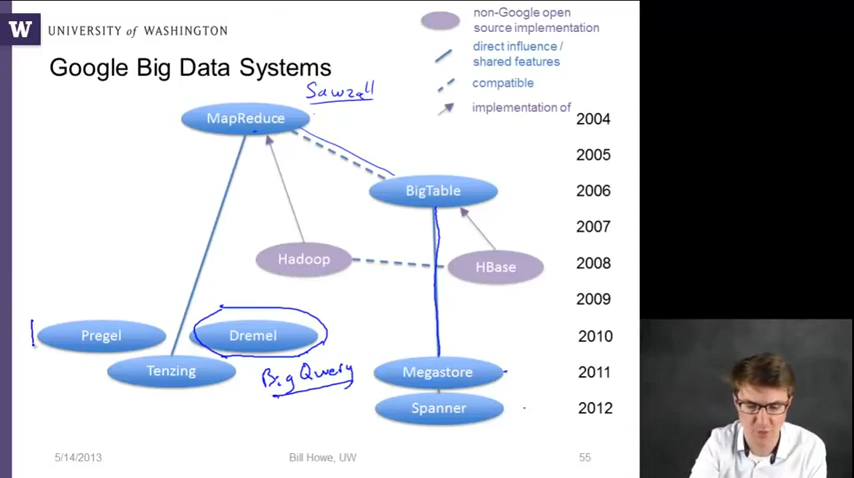 non-Google open
source implementation
W UNIVERSITY of WASHINGTON
direct influence /
shared features
Google Big Data Systems
compatible
Sawzall
implementation of
MapReduce
2004
2005
BigTable
2006
2007
Hadoop
HBase
2008
2009
Pregel
Dremel
2010
Tenzing
BigQuery
Megastore
2011
Spanner
2012
5/14/2013
Bill Howe, UW
55